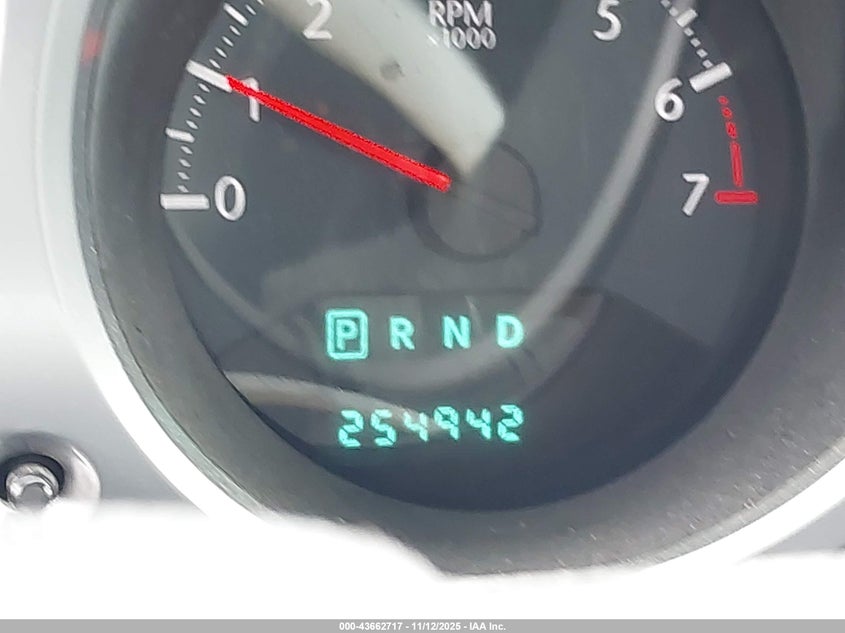 2 RPM 5
x1000
1 6
0 7
P R N D
254942
000-43662717 - 11/12/2025 - IAA Inc.